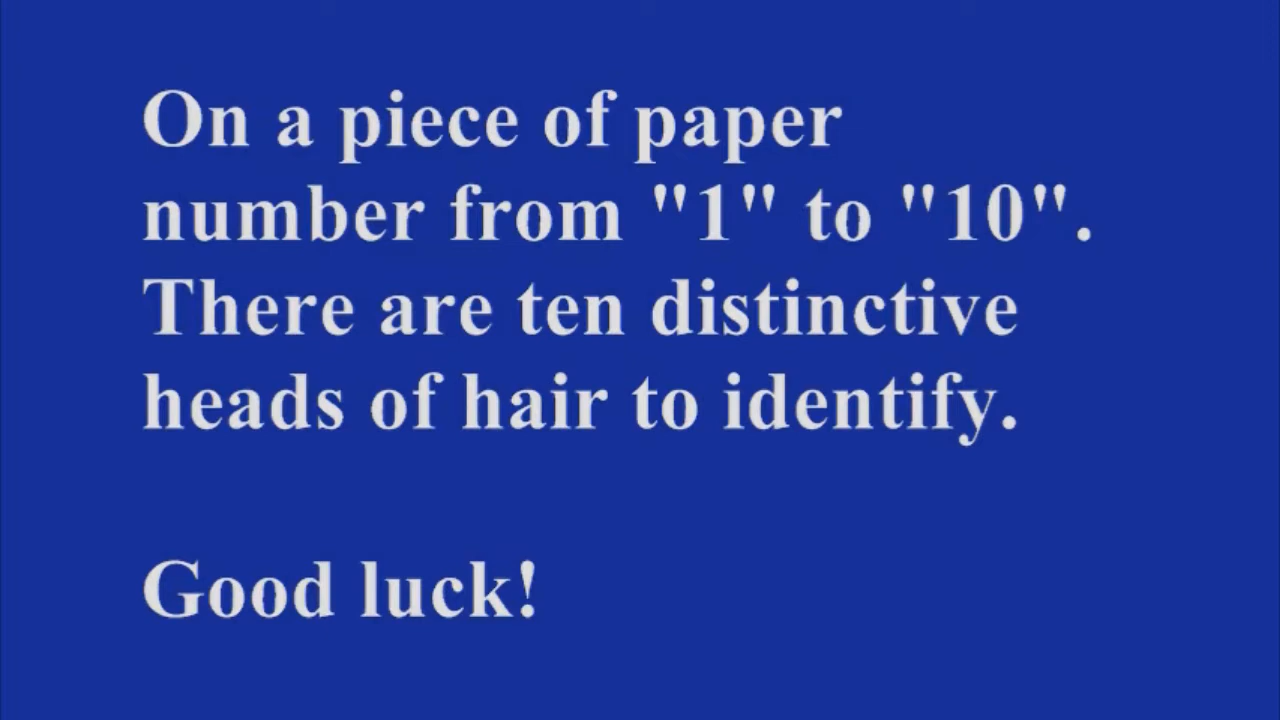 On a piece of paper
number from "1" to "10".
There are ten distinctive
heads of hair to identify.
Good luck!